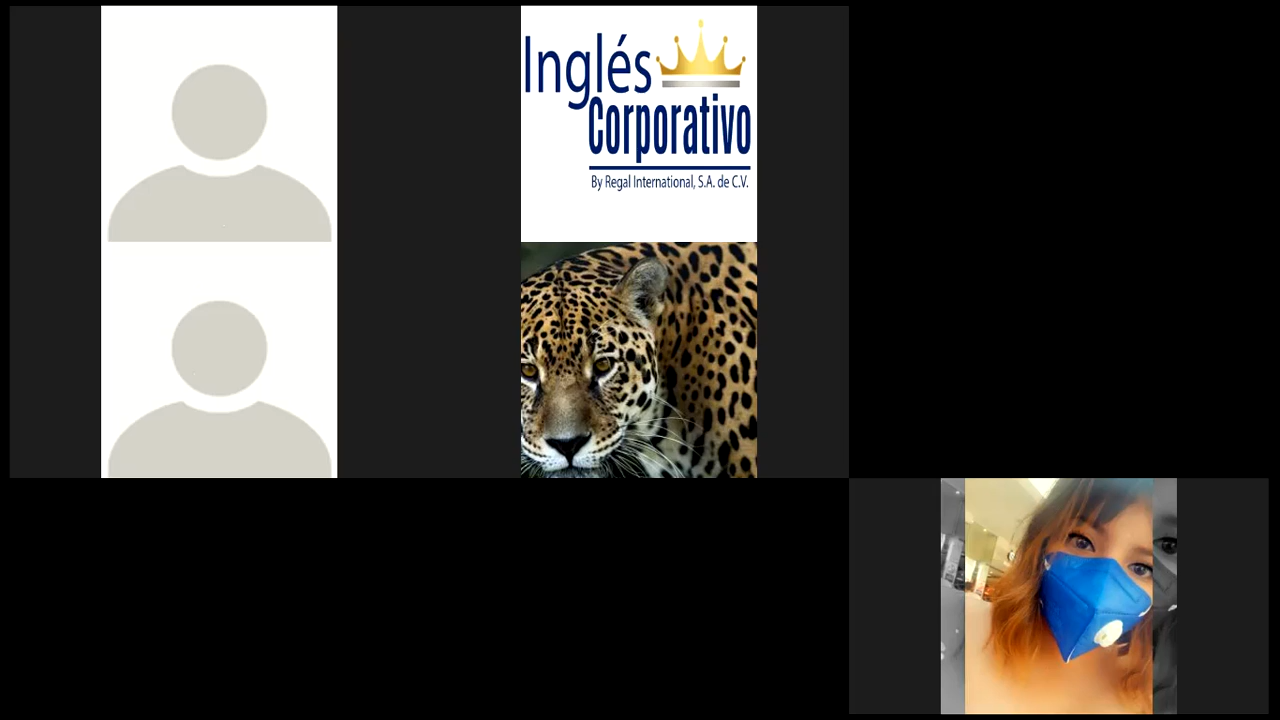 Inglés
Corporativo
By Regal International, S.A. de C.V.